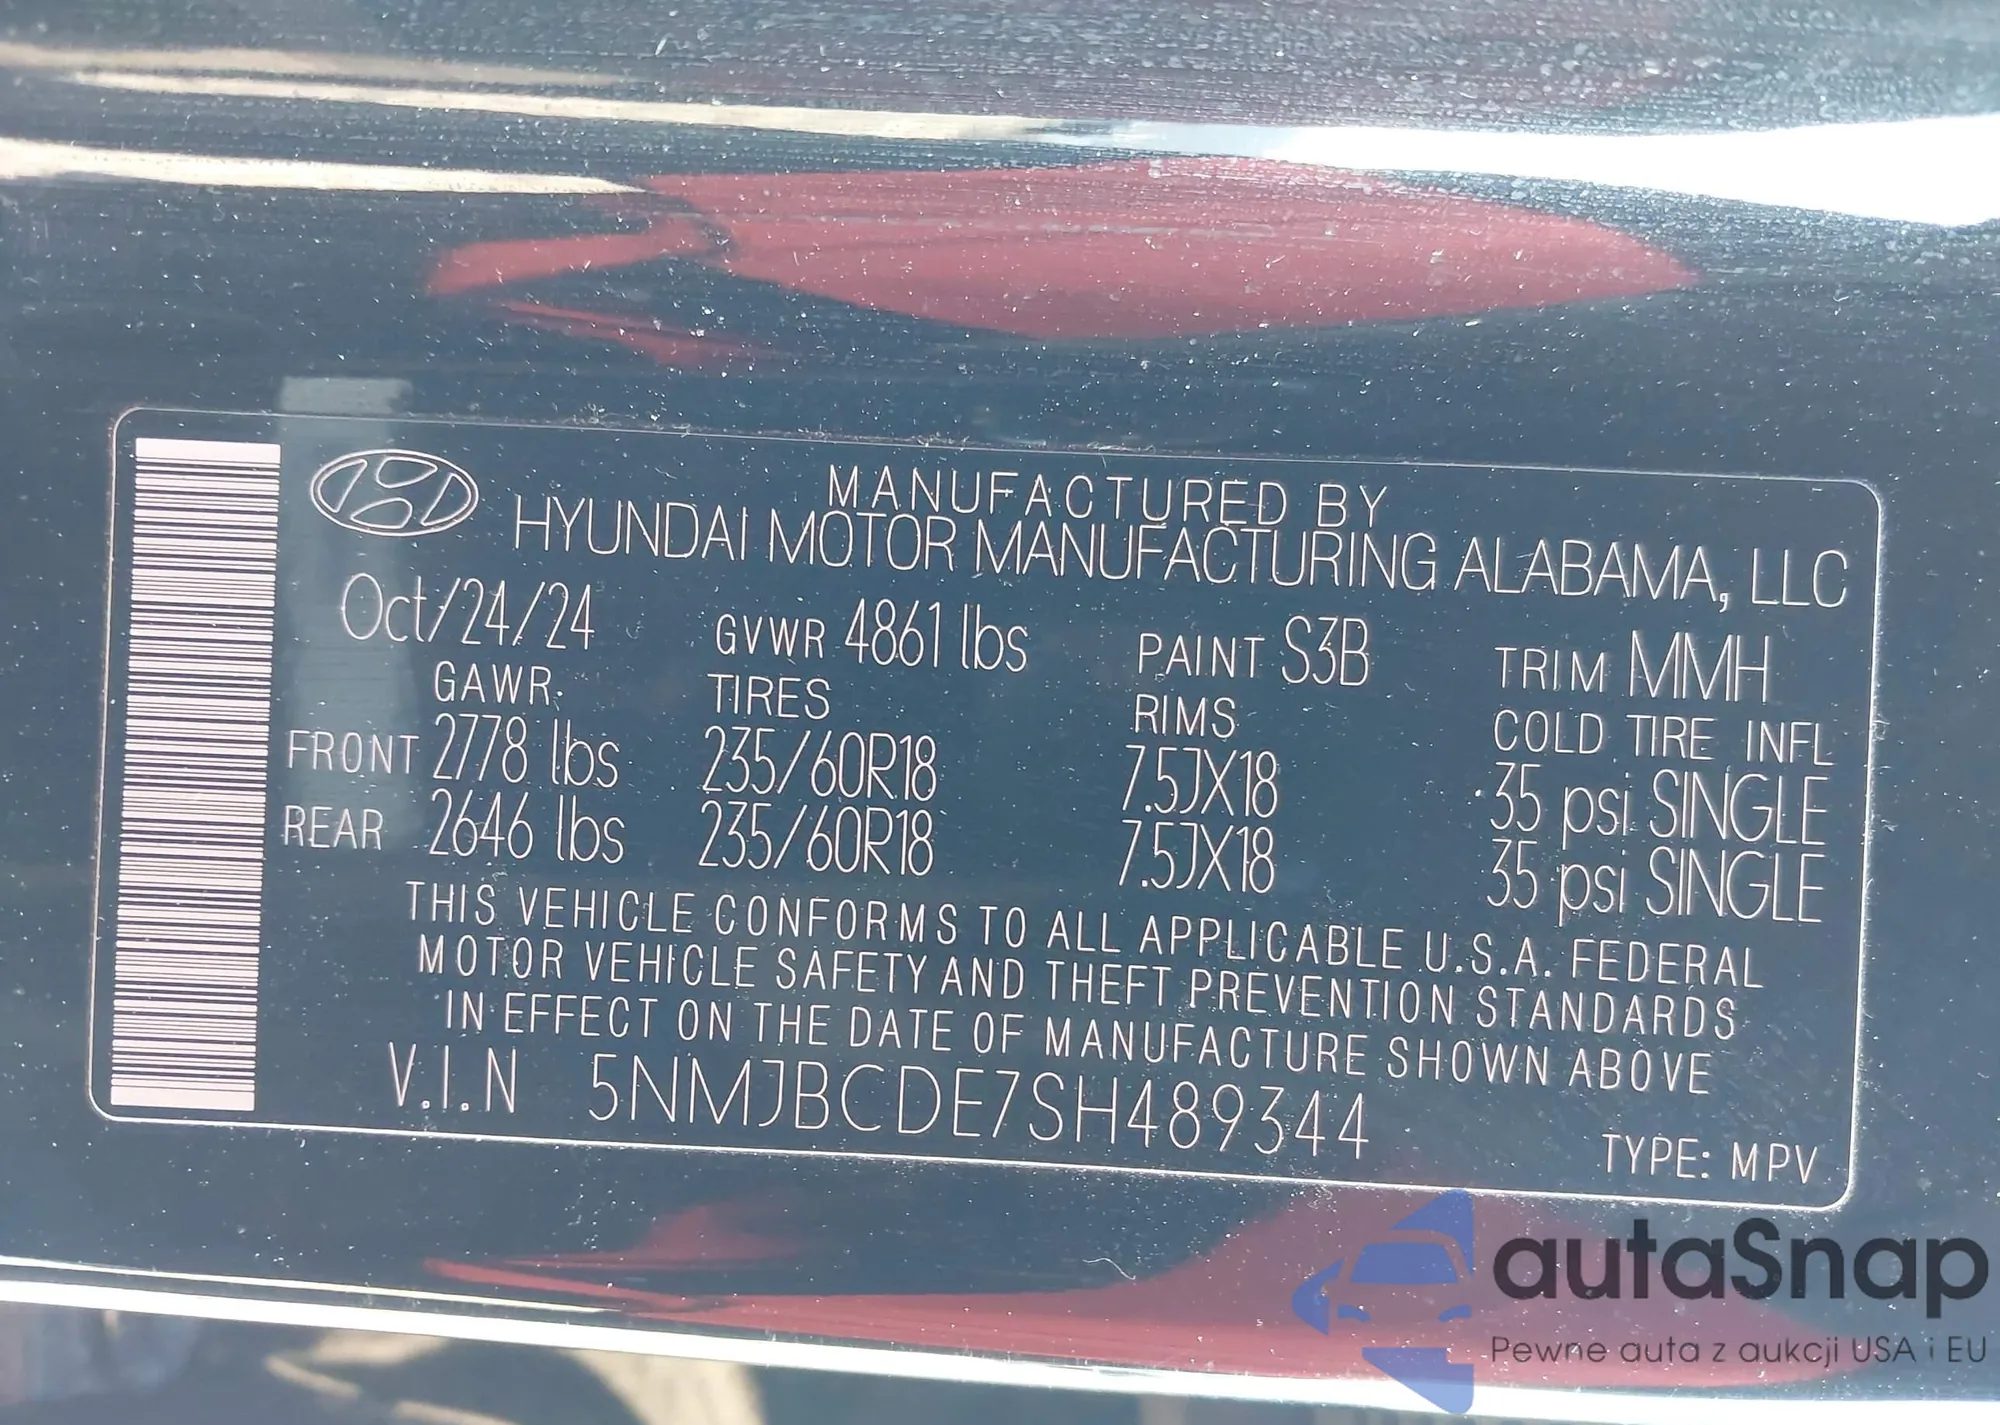 MANUFACTURED BY
HYUNDAI MOTOR MANUFACTURING ALABAMA, LLC
Oct/24/24 GVWR 4861 lbs PAINT S3B TRIM MMH
GAWR: TIRES RIMS COLD TIRE INFL
FRONT 2778 lbs 235/60R18 7.5JX18 35 psi SINGLE
REAR 2646 lbs 235/60R18 7.5JX18 35 psi SINGLE
THIS VEHICLE CONFORMS TO ALL APPLICABLE U.S.A. FEDERAL
MOTOR VEHICLE SAFETY AND THEFT PREVENTION STANDARDS
IN EFFECT ON THE DATE OF MANUFACTURE SHOWN ABOVE
V.I.N 5NMJBCDE7SH489344
TYPE: MPV
autaSnap
Pewne auta z aukcji USA i EU